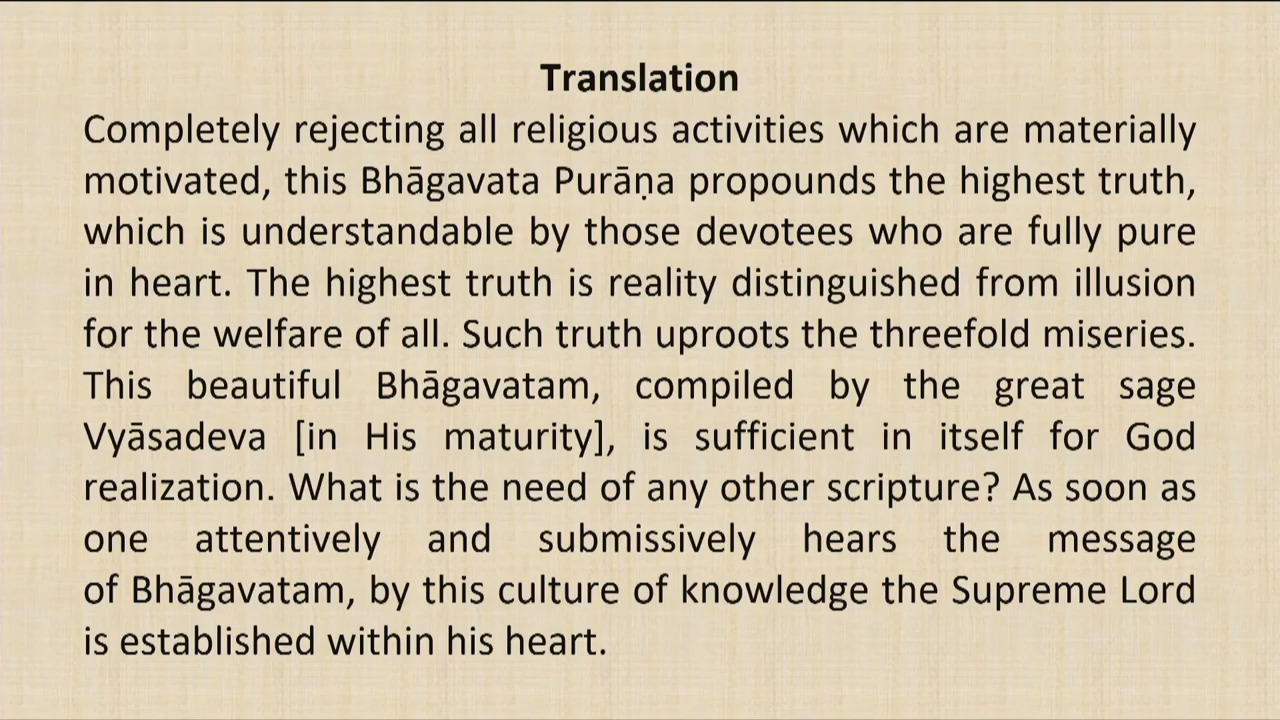 Translation
Completely rejecting all religious activities which are materially
motivated, this Bhāgavata Purāṇa propounds the highest truth,
which is understandable by those devotees who are fully pure
in heart. The highest truth is reality distinguished from illusion
for the welfare of all. Such truth uproots the threefold miseries.
This beautiful Bhāgavatam, compiled by the great sage
Vyāsadeva [in His maturity], is sufficient in itself for God
realization. What is the need of any other scripture? As soon as
one attentively and submissively hears the message
of Bhāgavatam, by this culture of knowledge the Supreme Lord
is established within his heart.